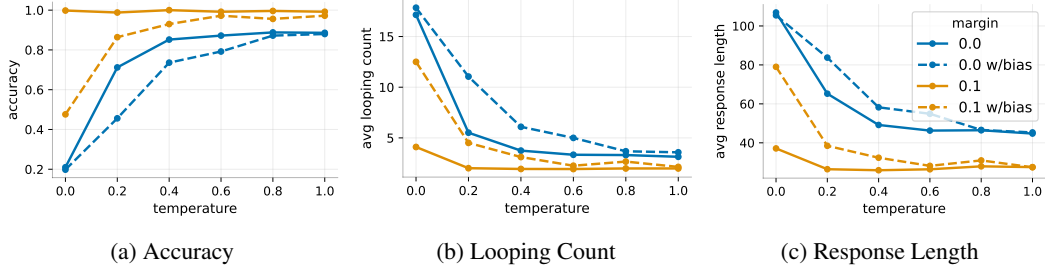 1.0
0.8
0.6
0.4
0.2
accuracy
0.0 0.2 0.4 0.6 0.8 1.0
temperature
(a) Accuracy
15
10
5
avg looping count
0.0 0.2 0.4 0.6 0.8 1.0
temperature
(b) Looping Count
100
80
60
40
avg response length
margin
0.0
0.0 w/bias
0.1
0.1 w/bias
0.0 0.2 0.4 0.6 0.8 1.0
temperature
(c) Response Length